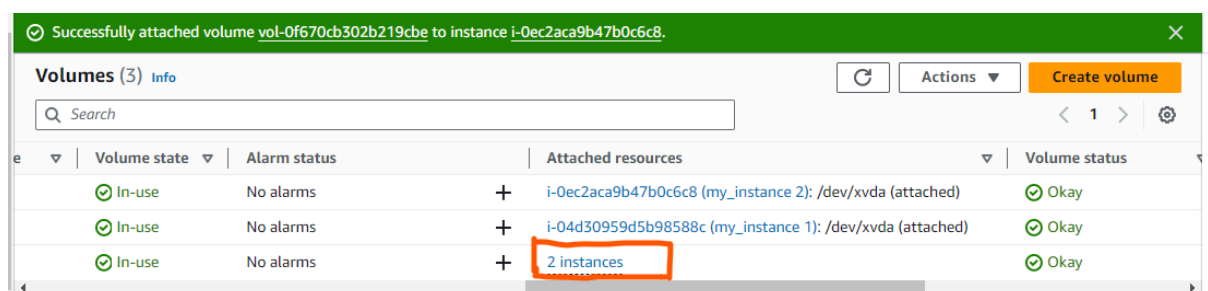 Successfully attached volume vol-0f670cb302b219cbe to instance i-0ec2aca9b47b0c6c8.
Volumes (3) Info
Actions
Create volume
Search
1
e Volume state Alarm status Attached resources Volume status
In-use No alarms i-0ec2aca9b47b0c6c8 (my_instance 2): /dev/xvda (attached) Okay
In-use No alarms i-04d30959d5b98588c (my_instance 1): /dev/xvda (attached) Okay
In-use No alarms 2 instances Okay